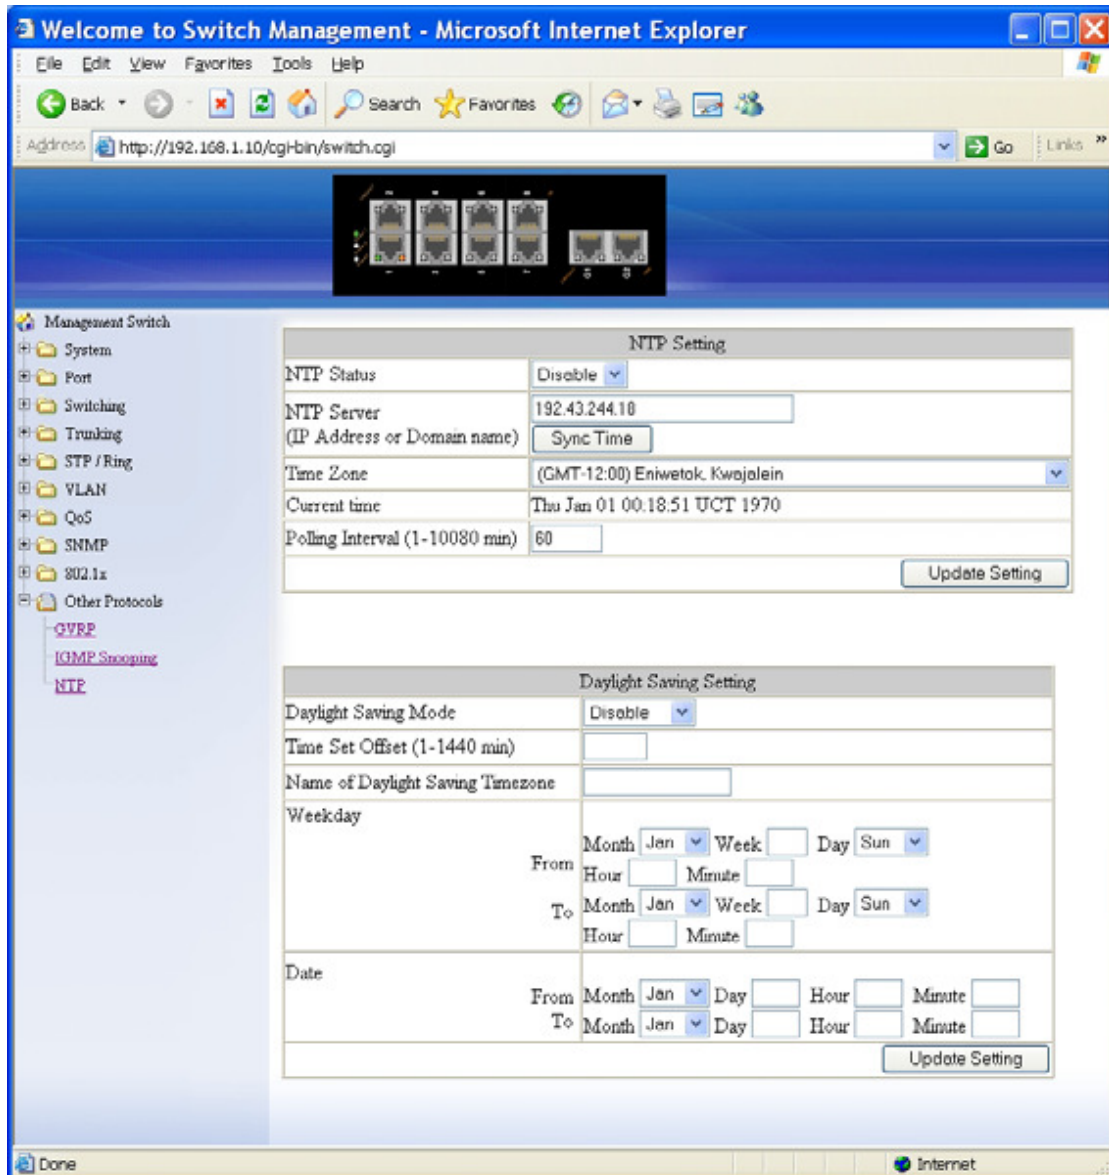 Welcome to Switch Management - Microsoft Internet Explorer
File Edit View Favorites Tools Help
Back Search Favorites
Address http://192.168.1.10/cgi-bin/switch.cgi Go Links »
Management Switch
System
Port
Switching
Trunking
STP / Ring
VLAN
QoS
SNMP
802.1x
Other Protocols
GVRP
IGMP Snooping
NTP
NTP Setting
NTP Status Disable
NTP Server 192.43.244.18
(IP Address or Domain name) Sync Time
Time Zone (GMT-12:00) Eniwetok, Kwajalein
Current time Thu Jan 01 00:18:51 UCT 1970
Polling Interval (1-10080 min) 60
Update Setting
Daylight Saving Setting
Daylight Saving Mode Disable
Time Set Offset (1-1440 min)
Name of Daylight Saving Timezone
Weekday
From Month Jan Week Day Sun
Hour Minute
To Month Jan Week Day Sun
Hour Minute
Date
From Month Jan Day Hour Minute
To Month Jan Day Hour Minute
Update Setting
Done Internet